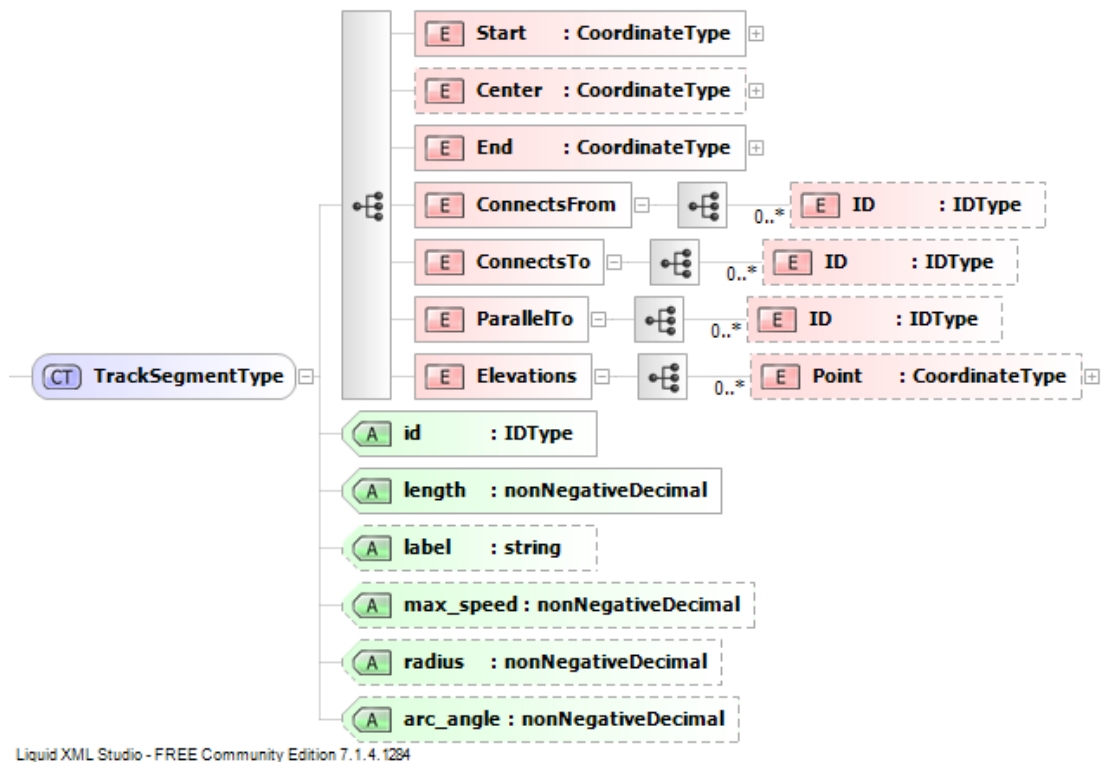 E Start : CoordinateType
E Center : CoordinateType
E End : CoordinateType
E ConnectsFrom 0..* E ID : IDType
E ConnectsTo 0..* E ID : IDType
E ParallelTo 0..* E ID : IDType
CT TrackSegmentType E Elevations 0..* E Point : CoordinateType
A id : IDType
A length : nonNegativeDecimal
A label : string
A max_speed : nonNegativeDecimal
A radius : nonNegativeDecimal
A arc_angle : nonNegativeDecimal
Liquid XML Studio - FREE Community Edition 7.1.4.1284